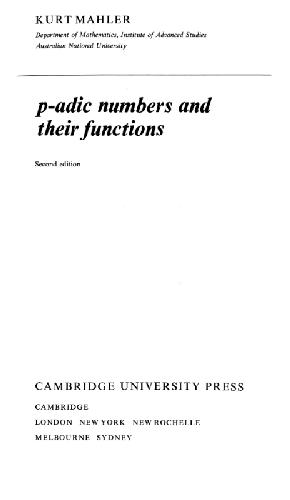 KURT MAHLER
Department of Mathematics, Institute of Advanced Studies
Australian National University
p-adic numbers and
their functions
Second edition
CAMBRIDGE UNIVERSITY PRESS
CAMBRIDGE
LONDON NEW YORK NEW ROCHELLE
MELBOURNE SYDNEY